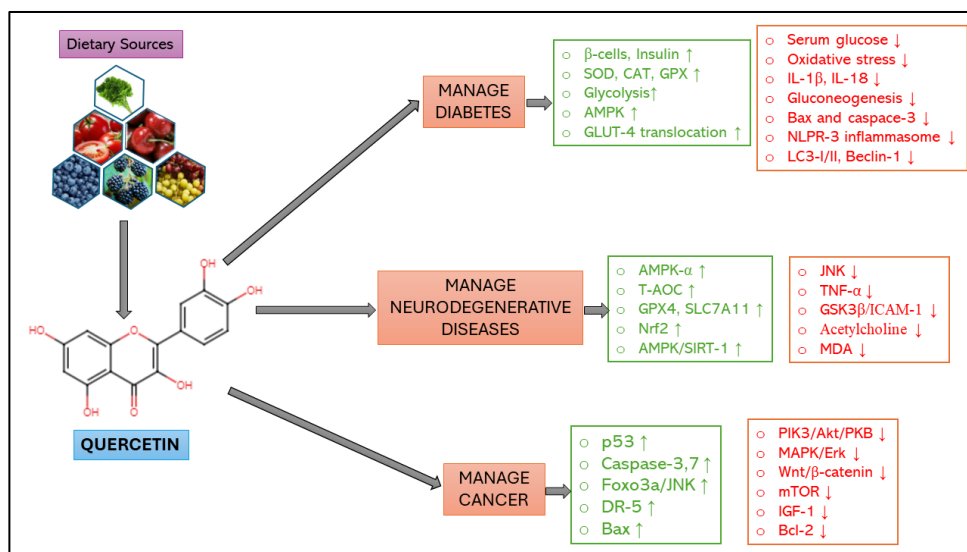 Dietary Sources
QUERCETIN
OH
OH
HO
O
OH
OH
O
MANAGE
DIABETES
o β-cells, Insulin ↑
o SOD, CAT, GPX ↑
o Glycolysis↑
o AMPK ↑
o GLUT-4 translocation ↑
o Serum glucose ↓
o Oxidative stress ↓
o IL-1β, IL-18 ↓
o Gluconeogenesis ↓
o Bax and caspace-3 ↓
o NLPR-3 inflammasome ↓
o LC3-I/II, Beclin-1 ↓
MANAGE
NEURODEGENERATIVE
DISEASES
o AMPK-α ↑
o T-AOC ↑
o GPX4, SLC7A11 ↑
o Nrf2 ↑
o AMPK/SIRT-1 ↑
o JNK ↓
o TNF-α ↓
o GSK3β/ICAM-1 ↓
o Acetylcholine ↓
o MDA ↓
MANAGE
CANCER
o p53 ↑
o Caspase-3,7 ↑
o Foxo3a/JNK ↑
o DR-5 ↑
o Bax ↑
o PIK3/Akt/PKB ↓
o MAPK/Erk ↓
o Wnt/β-catenin ↓
o mTOR ↓
o IGF-1 ↓
o Bcl-2 ↓